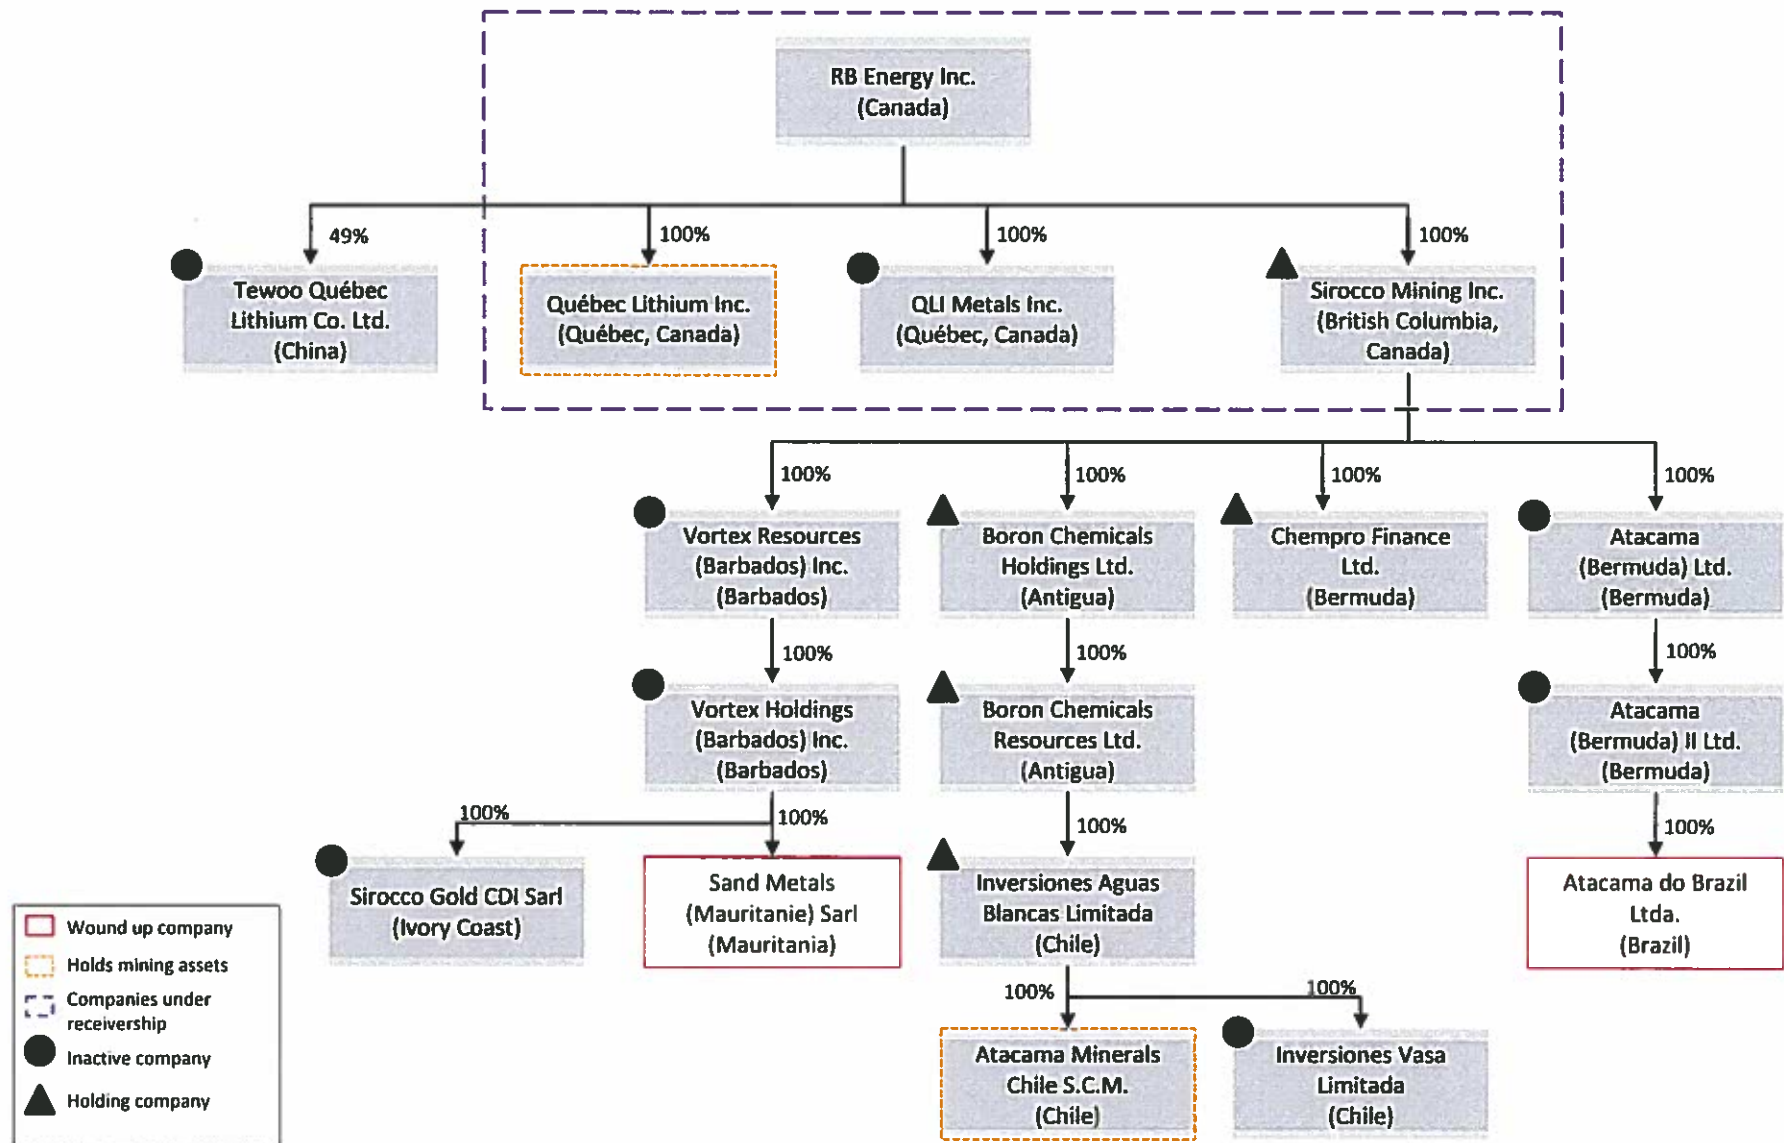 RB Energy Inc.
(Canada)
49%
100%
100%
100%
Tewoo Québec
Lithium Co. Ltd.
(China)
Québec Lithium Inc.
(Québec, Canada)
QLI Metals Inc.
(Québec, Canada)
Sirocco Mining Inc.
(British Columbia,
Canada)
100%
100%
100%
100%
Vortex Resources
(Barbados) Inc.
(Barbados)
Boron Chemicals
Holdings Ltd.
(Antigua)
Chempro Finance
Ltd.
(Bermuda)
Atacama
(Bermuda) Ltd.
(Bermuda)
100%
100%
100%
Vortex Holdings
(Barbados) Inc.
(Barbados)
Boron Chemicals
Resources Ltd.
(Antigua)
Atacama
(Bermuda) II Ltd.
(Bermuda)
100%
100%
100%
100%
Sirocco Gold CDI Sarl
(Ivory Coast)
Sand Metals
(Mauritanie) Sarl
(Mauritania)
Inversiones Aguas
Blancas Limitada
(Chile)
Atacama do Brazil
Ltda.
(Brazil)
100%
100%
Atacama Minerals
Chile S.C.M.
(Chile)
Inversiones Vasa
Limitada
(Chile)
Wound up company
Holds mining assets
Companies under
receivership
Inactive company
Holding company